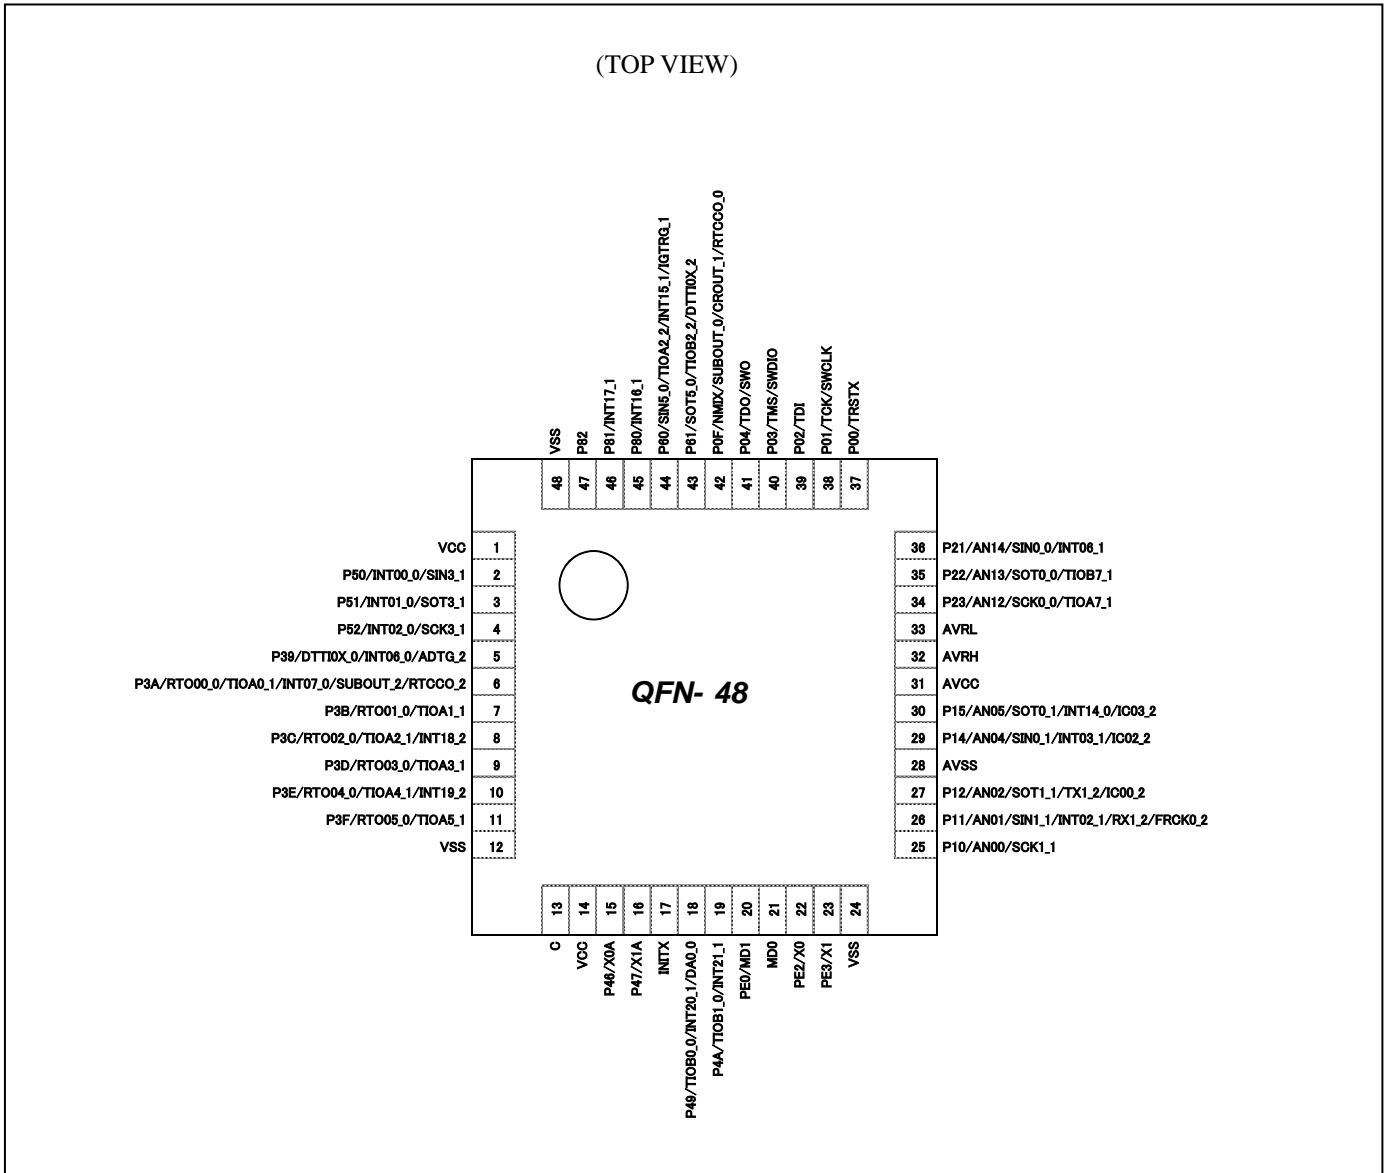 (TOP VIEW)
VSS
P82
P81/INT17_1
P80/INT16_1
P60/SIN5_0/TIOA2_2/INT15_1/IGTRG_1
P61/SOT5_0/TIOB2_2/DTTI0X_2
P0F/NMIX/SUBOUT_0/CROUT_1/RTCCO_0
P04/TDO/SWO
P03/TMS/SWDIO
P02/TDI
P01/TCK/SWCLK
P00/TRSTX
48
47
46
45
44
43
42
41
40
39
38
37
VCC 1
P50/INT00_0/SIN3_1 2
P51/INT01_0/SOT3_1 3
P52/INT02_0/SCK3_1 4
P39/DTTI0X_0/INT06_0/ADTG_2 5
P3A/RTO00_0/TIOA0_1/INT07_0/SUBOUT_2/RTCCO_2 6
P3B/RTO01_0/TIOA1_1 7
P3C/RTO02_0/TIOA2_1/INT18_2 8
P3D/RTO03_0/TIOA3_1 9
P3E/RTO04_0/TIOA4_1/INT19_2 10
P3F/RTO05_0/TIOA5_1 11
VSS 12
QFN- 48
36 P21/AN14/SIN0_0/INT06_1
35 P22/AN13/SOT0_0/TIOB7_1
34 P23/AN12/SCK0_0/TIOA7_1
33 AVRL
32 AVRH
31 AVCC
30 P15/AN05/SOT0_1/INT14_0/IC03_2
29 P14/AN04/SIN0_1/INT03_1/IC02_2
28 AVSS
27 P12/AN02/SOT1_1/TX1_2/IC00_2
26 P11/AN01/SIN1_1/INT02_1/RX1_2/FRCK0_2
25 P10/AN00/SCK1_1
13
14
15
16
17
18
19
20
21
22
23
24
C
VCC
P46/X0A
P47/X1A
INITX
P49/TIOB0_0/INT20_1/DA0_0
P4A/TIOB1_0/INT21_1
PE0/MD1
MD0
PE2/X0
PE3/X1
VSS